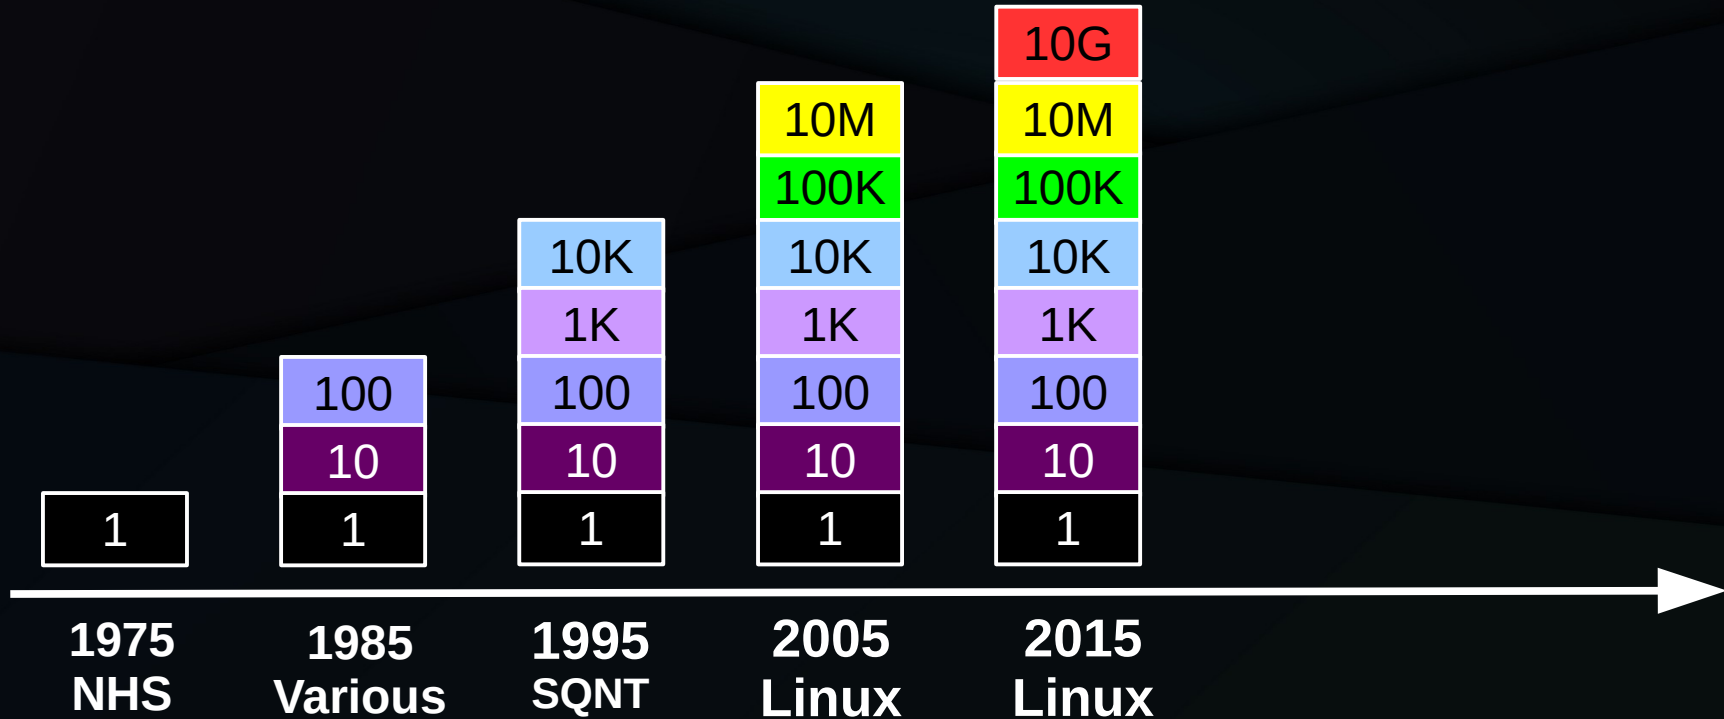 10G
10M 10M
100K 100K
10K 10K 10K
1K 1K 1K
100 100 100 100
10 10 10 10
1 1 1 1 1
1975 1985 1995 2005 2015
NHS Various SQNT Linux Linux